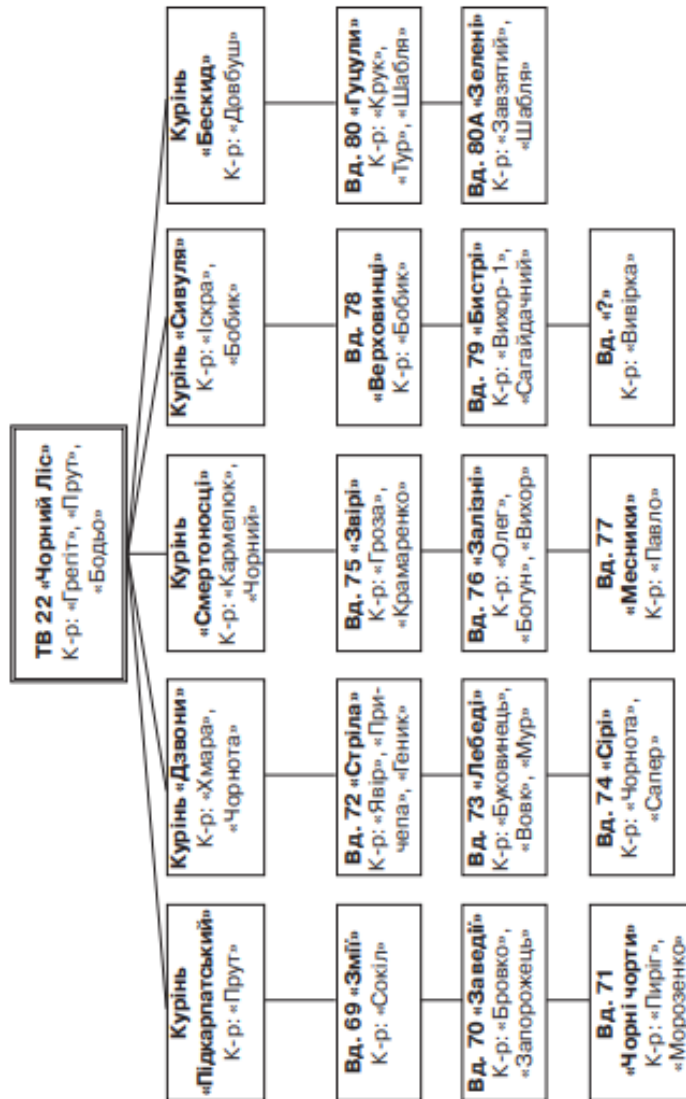 ТВ 22 «Чорний Ліс»
К-р: «Ґреґіт», «Прут»,
«Бодьо»
Курінь
«Підкарпатський»
К-р: «Прут»
Курінь «Дзвони»
К-р: «Хмара»,
«Чорнота»
Курінь
«Смертоносці»
К-р: «Кармелюк»,
«Чорний»
Курінь «Сивуля»
К-р: «Іскра»,
«Бобик»
Курінь
«Бескид»
К-р: «Довбуш»
Вд. 69 «Змії»
К-р: «Сокіл»
Вд. 72 «Стріла»
К-р: «Явір», «При-
чепа», «Геник»
Вд. 75 «Звірі»
К-р: «Гроза»,
«Крамаренко»
Вд. 78
«Верховинці»
К-р: «Бобик»
Вд. 80 «Гуцули»
К-р: «Крук»,
«Тур», «Шабля»
Вд. 70 «Заведії»
К-р: «Бровко»,
«Запорожець»
Вд. 73 «Лебеді»
К-р: «Буковинець»,
«Вовк», «Мур»
Вд. 76 «Залізні»
К-р: «Олег»,
«Богун», «Вихор»
Вд. 79 «Бистрі»
К-р: «Вихор-1»,
«Сагайдачний»
Вд. 80А «Зелені»
К-р: «Завзятий»,
«Шабля»
Вд. 71
«Чорні чорти»
К-р: «Пиріг»,
«Морозенко»
Вд. 74 «Сірі»
К-р: «Чорнота»,
«Сапер»
Вд. 77
«Месники»
К-р: «Павло»
Вд. «?»
К-р: «Вивірка»